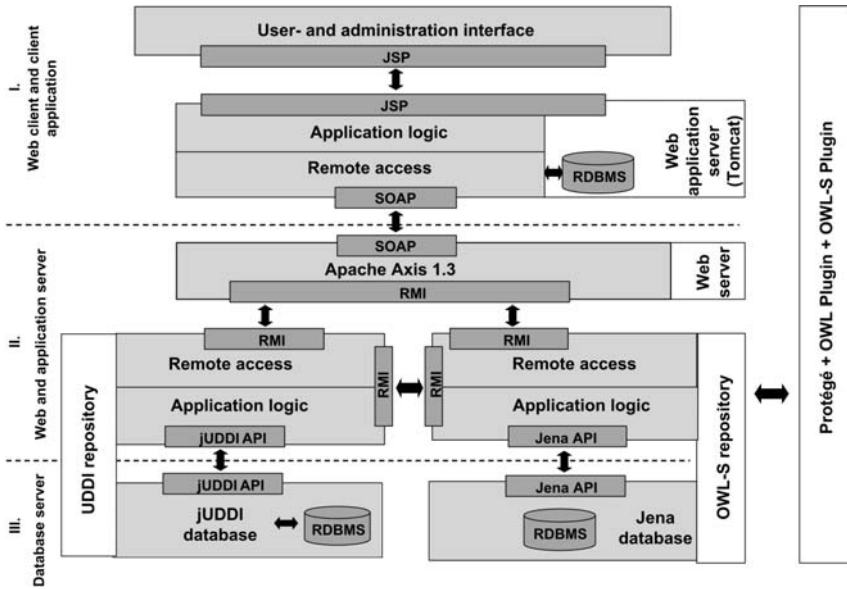 User- and administration interface
JSP
JSP
Application logic
Remote access
SOAP
RDBMS
Web
application
server
(Tomcat)
I.
Web client and client
application
SOAP
Apache Axis 1.3
RMI
Web
server
II.
Web and application server
RMI
Remote access
Application logic
jUDDI API
RMI
UDDI repository
RMI
Remote access
Application logic
Jena API
RMI
OWL-S repository
III.
Database server
jUDDI API
jUDDI
database
RDBMS
Jena API
RDBMS
Jena
database
Protégé + OWL Plugin + OWL-S Plugin